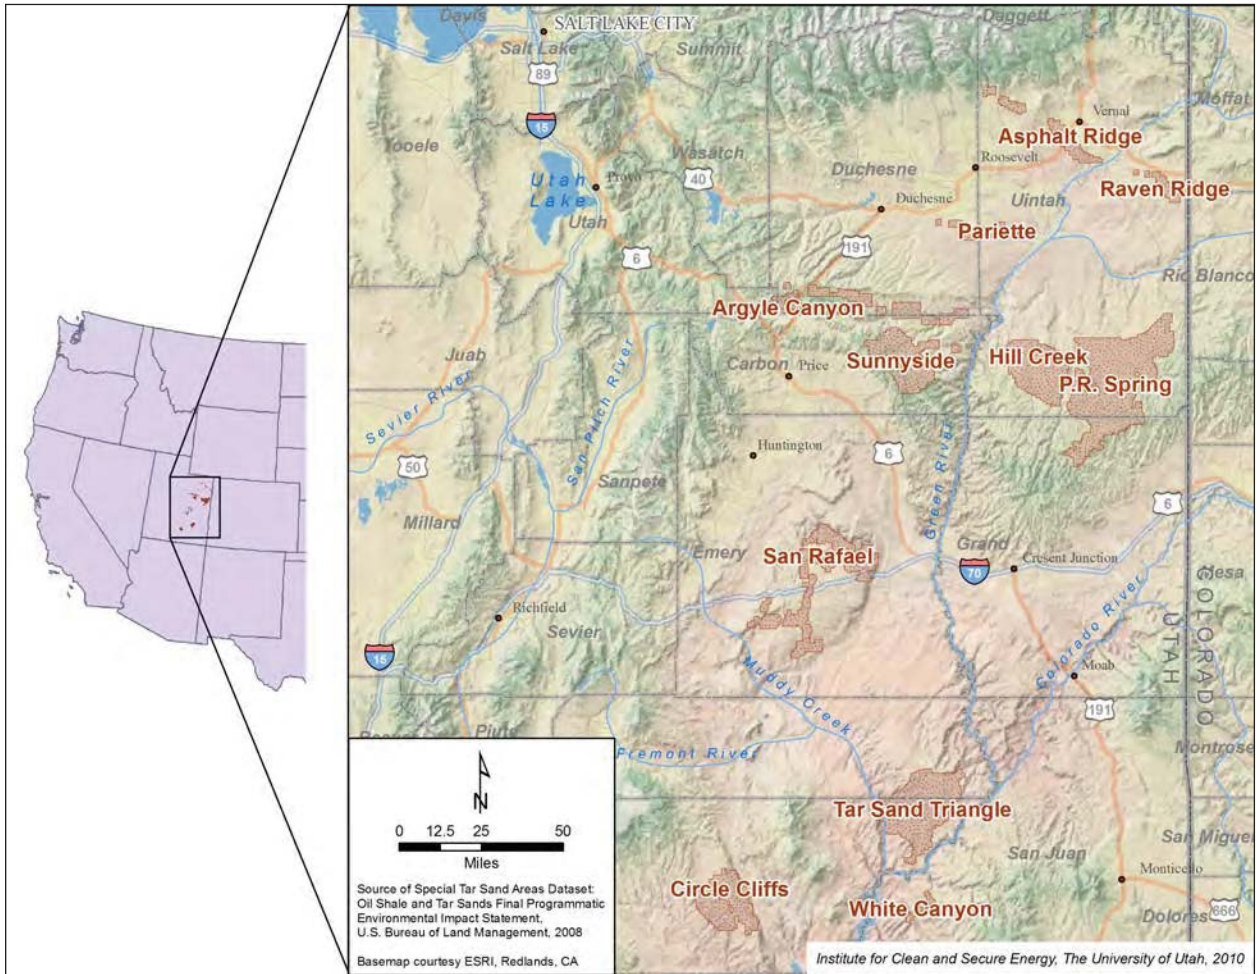 Davis
SALT LAKE CITY
Daggett
Salt Lake
Summit
89
Moffat
Vernal
15
Asphalt Ridge
Tooele
Wasatch
Roosevelt
Duchesne
Utah
Lake
Provo
40
Raven Ridge
Duchesne
Uintah
Utah
Pariette
191
6
Rio Blanco
Argyle Canyon
Juab
Carbon
Sunnyside
Hill Creek
Price
P.R. Spring
Sevier River
San Pitch River
Huntington
50
6
Green River
Sanpete
Millard
6
Emery
San Rafael
Grand
Cresent Junction
70
Mesa
Richfield
Sevier
COLORADO
UTAH
Colorado River
15
Muddy Creek
Moab
191
Piute
Fremont River
Montrose
N
Tar Sand Triangle
0 12.5 25 50
Miles
San Miguel
San Juan
Monticello
Circle Cliffs
White Canyon
Dolores
666
Source of Special Tar Sand Areas Dataset:
Oil Shale and Tar Sands Final Programmatic
Environmental Impact Statement,
U.S. Bureau of Land Management, 2008
Basemap courtesy ESRI, Redlands, CA
Institute for Clean and Secure Energy, The University of Utah, 2010